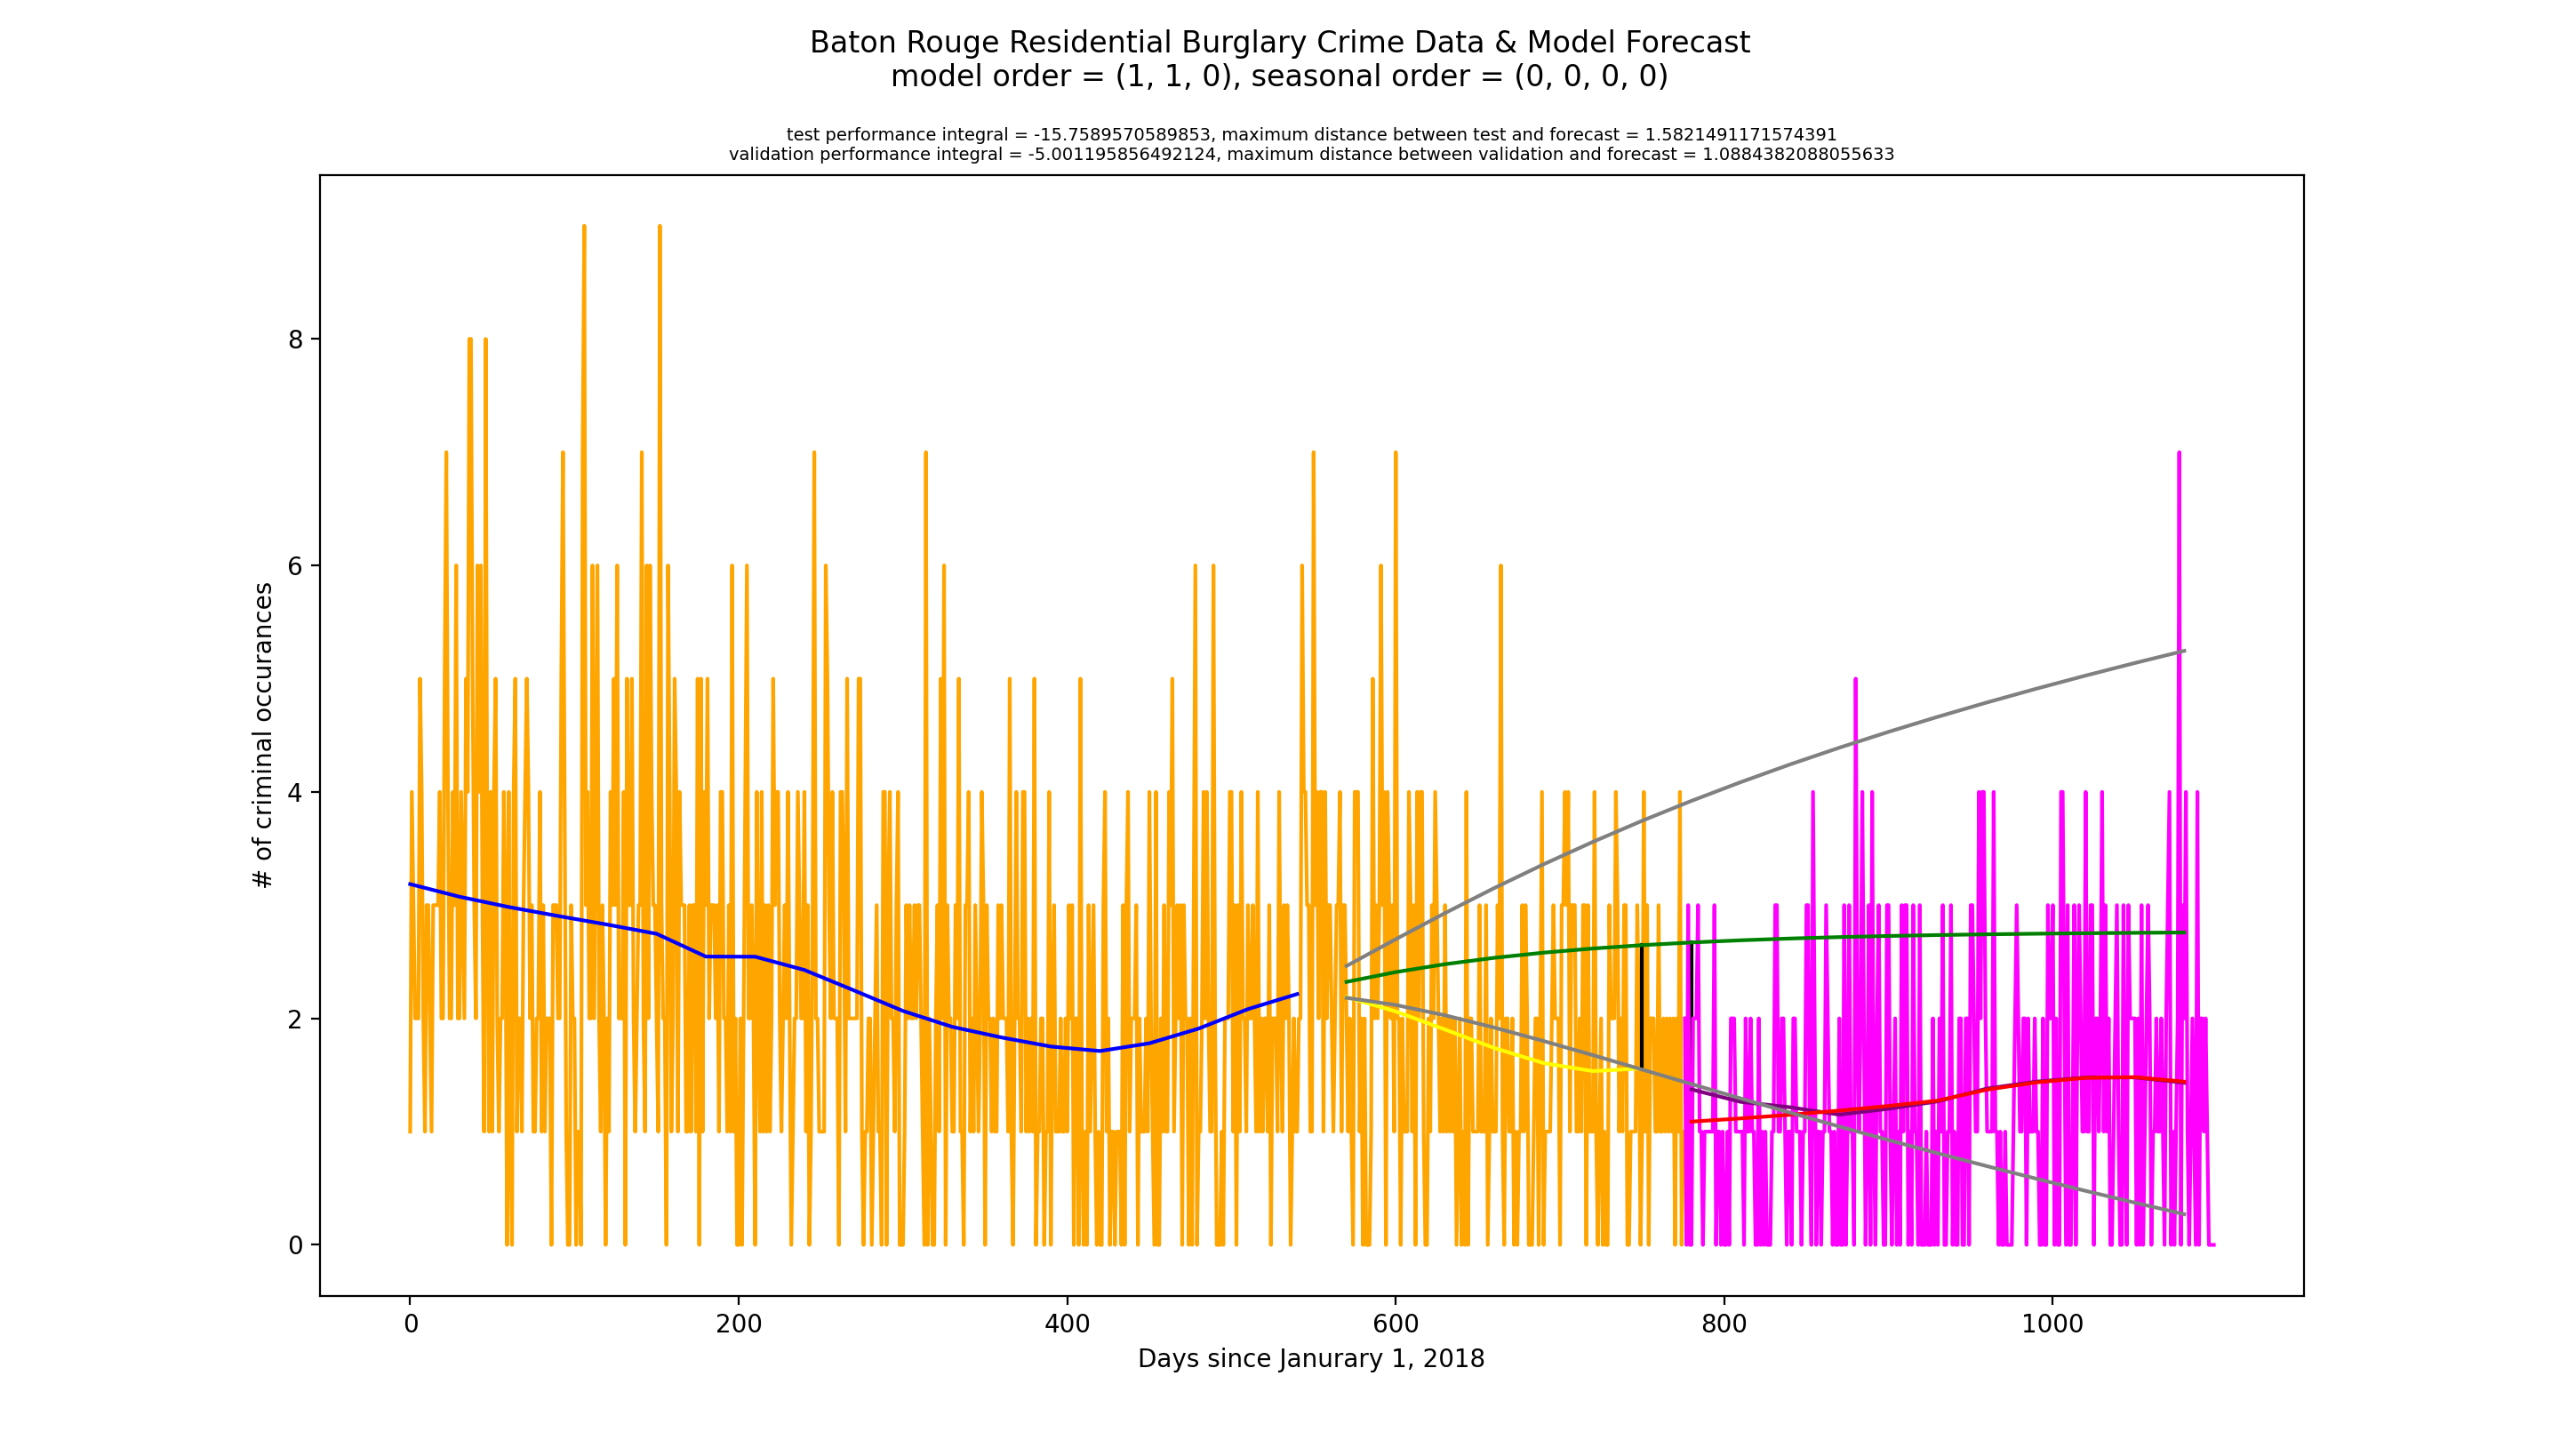 Baton Rouge Residential Burglary Crime Data & Model Forecast
model order = (1, 1, 0), seasonal order = (0, 0, 0, 0)
test performance integral = -15.7589570589853, maximum distance between test and forecast = 1.5821491171574391
validation performance integral = -5.001195856492124, maximum distance between validation and forecast = 1.0884382088055633
8
6
4
2
0
# of criminal occurances
0 200 400 600 800 1000
Days since Janurary 1, 2018